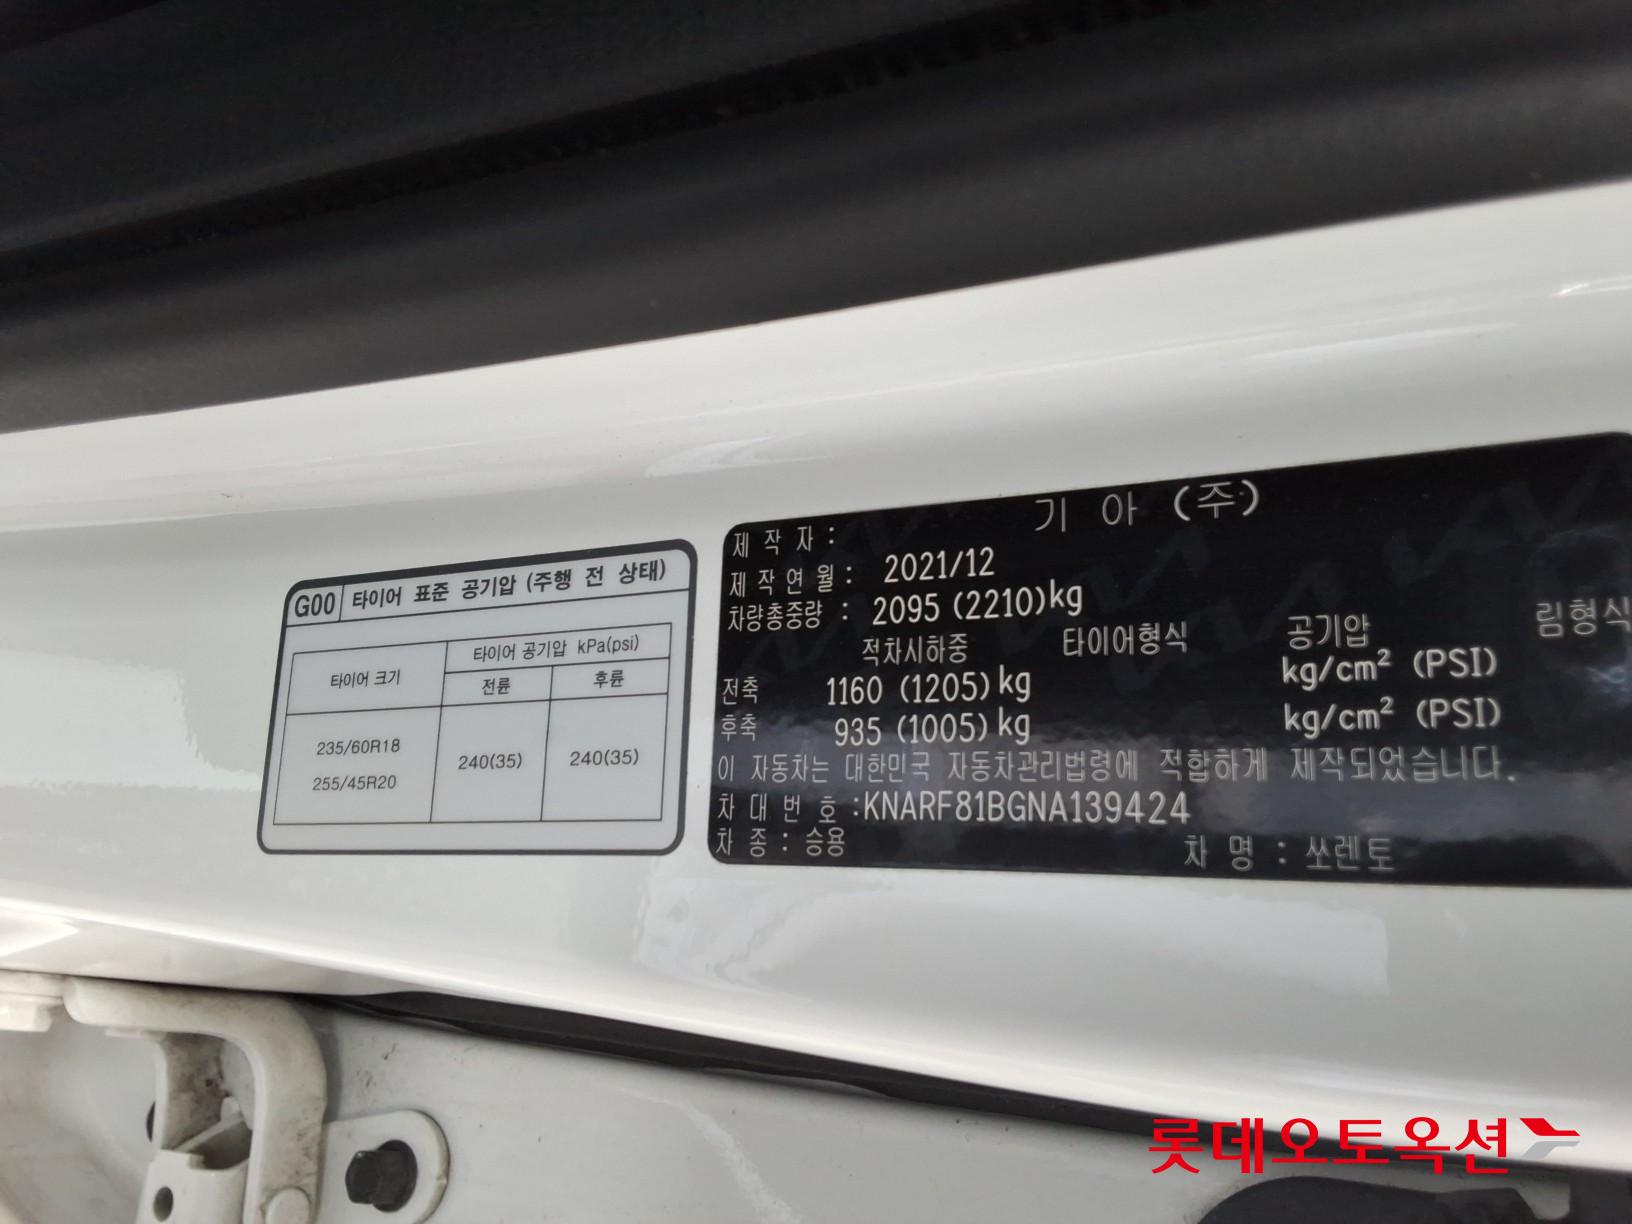 G00 타이어 표준 공기압 (주행 전 상태)
타이어 크기 타이어 공기압 kPa(psi)
전륜 후륜
235/60R18
255/45R20
240(35) 240(35)
제 작 자 : 기 아 (주)
제 작 연 월 : 2021/12
차량총중량 : 2095 (2210)kg
적차시하중 타이어형식 공기압 림형식
전축 1160 (1205)kg kg/cm² (PSI)
후축 935 (1005)kg kg/cm² (PSI)
이 자동차는 대한민국 자동차관리법령에 적합하게 제작되었습니다.
차 대 번 호 :KNARF81BGNA139424
차 종 : 승용 차 명 : 쏘렌토
롯데오토옥션